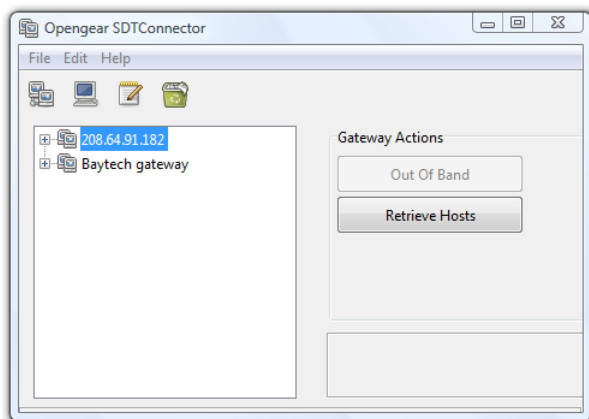 Opengear SDTConnector
File Edit Help
208.64.91.182
Baytech gateway
Gateway Actions
Out Of Band
Retrieve Hosts